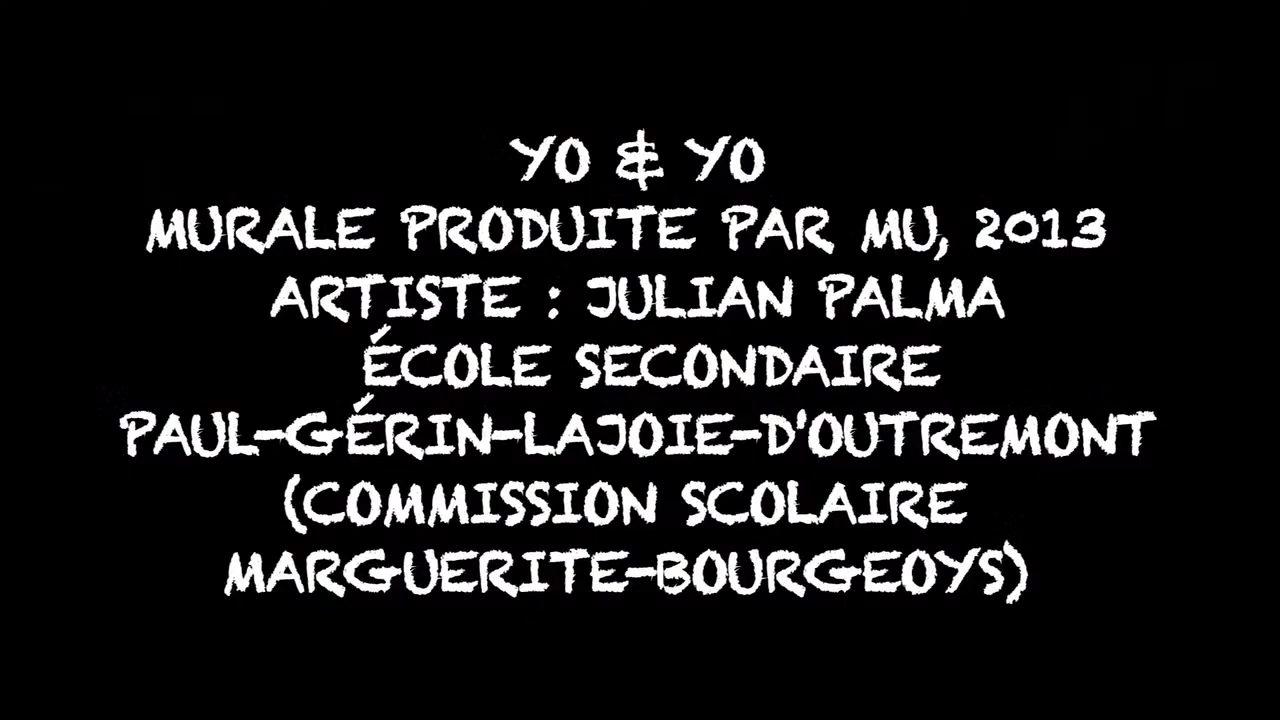 YO & YO
MURALE PRODUITE PAR MU, 2013
ARTISTE : JULIAN PALMA
ÉCOLE SECONDAIRE
PAUL-GÉRIN-LAJOIE-D'OUTREMONT
(COMMISSION SCOLAIRE
MARGUERITE-BOURGEOYS)